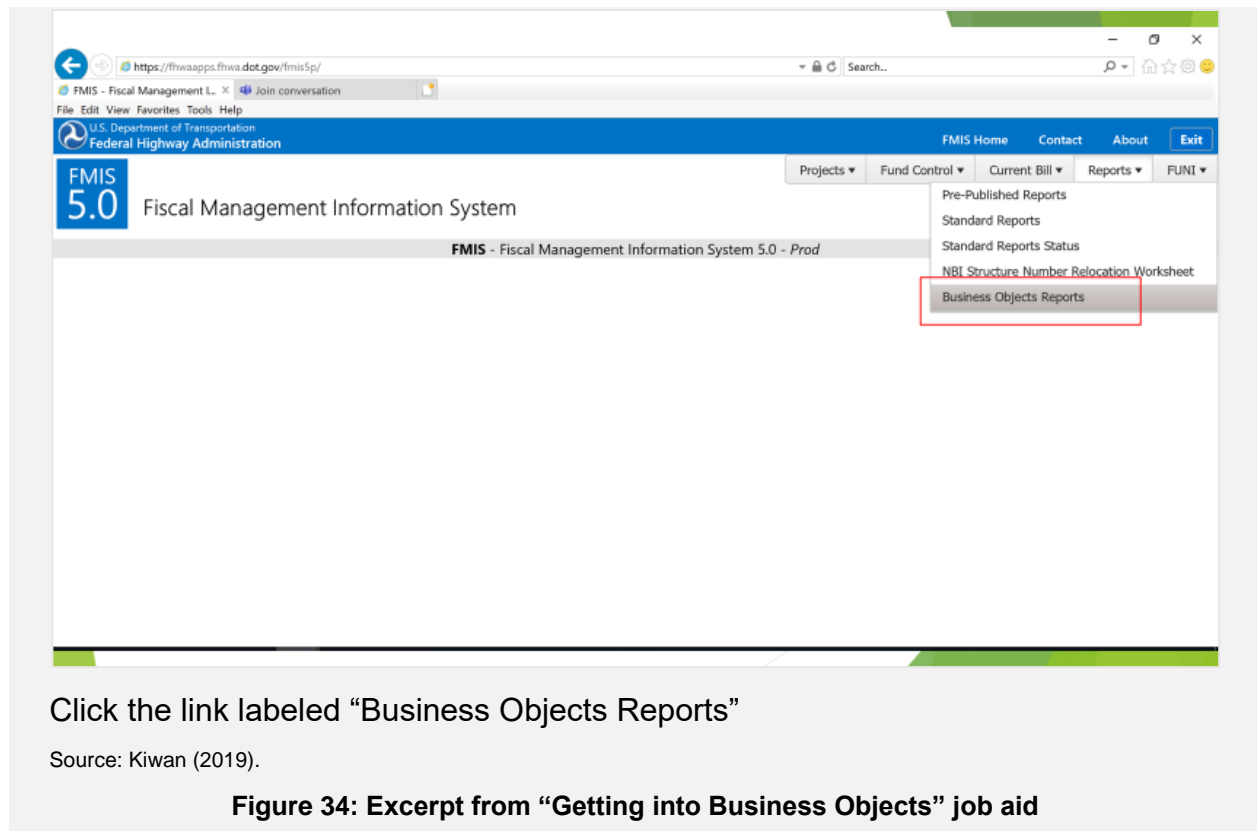 https://fhwaapps.fhwa.dot.gov/fmis5p/
Search...
FMIS - Fiscal Management L...
Join conversation
File Edit View Favorites Tools Help
U.S. Department of Transportation
Federal Highway Administration
FMIS Home Contact About Exit
FMIS
5.0
Fiscal Management Information System
Projects Fund Control Current Bill Reports FUNI
FMIS - Fiscal Management Information System 5.0 - Prod
Pre-Published Reports
Standard Reports
Standard Reports Status
NBI Structure Number Relocation Worksheet
Business Objects Reports
Click the link labeled “Business Objects Reports”
Source: Kiwan (2019).
Figure 34: Excerpt from “Getting into Business Objects” job aid